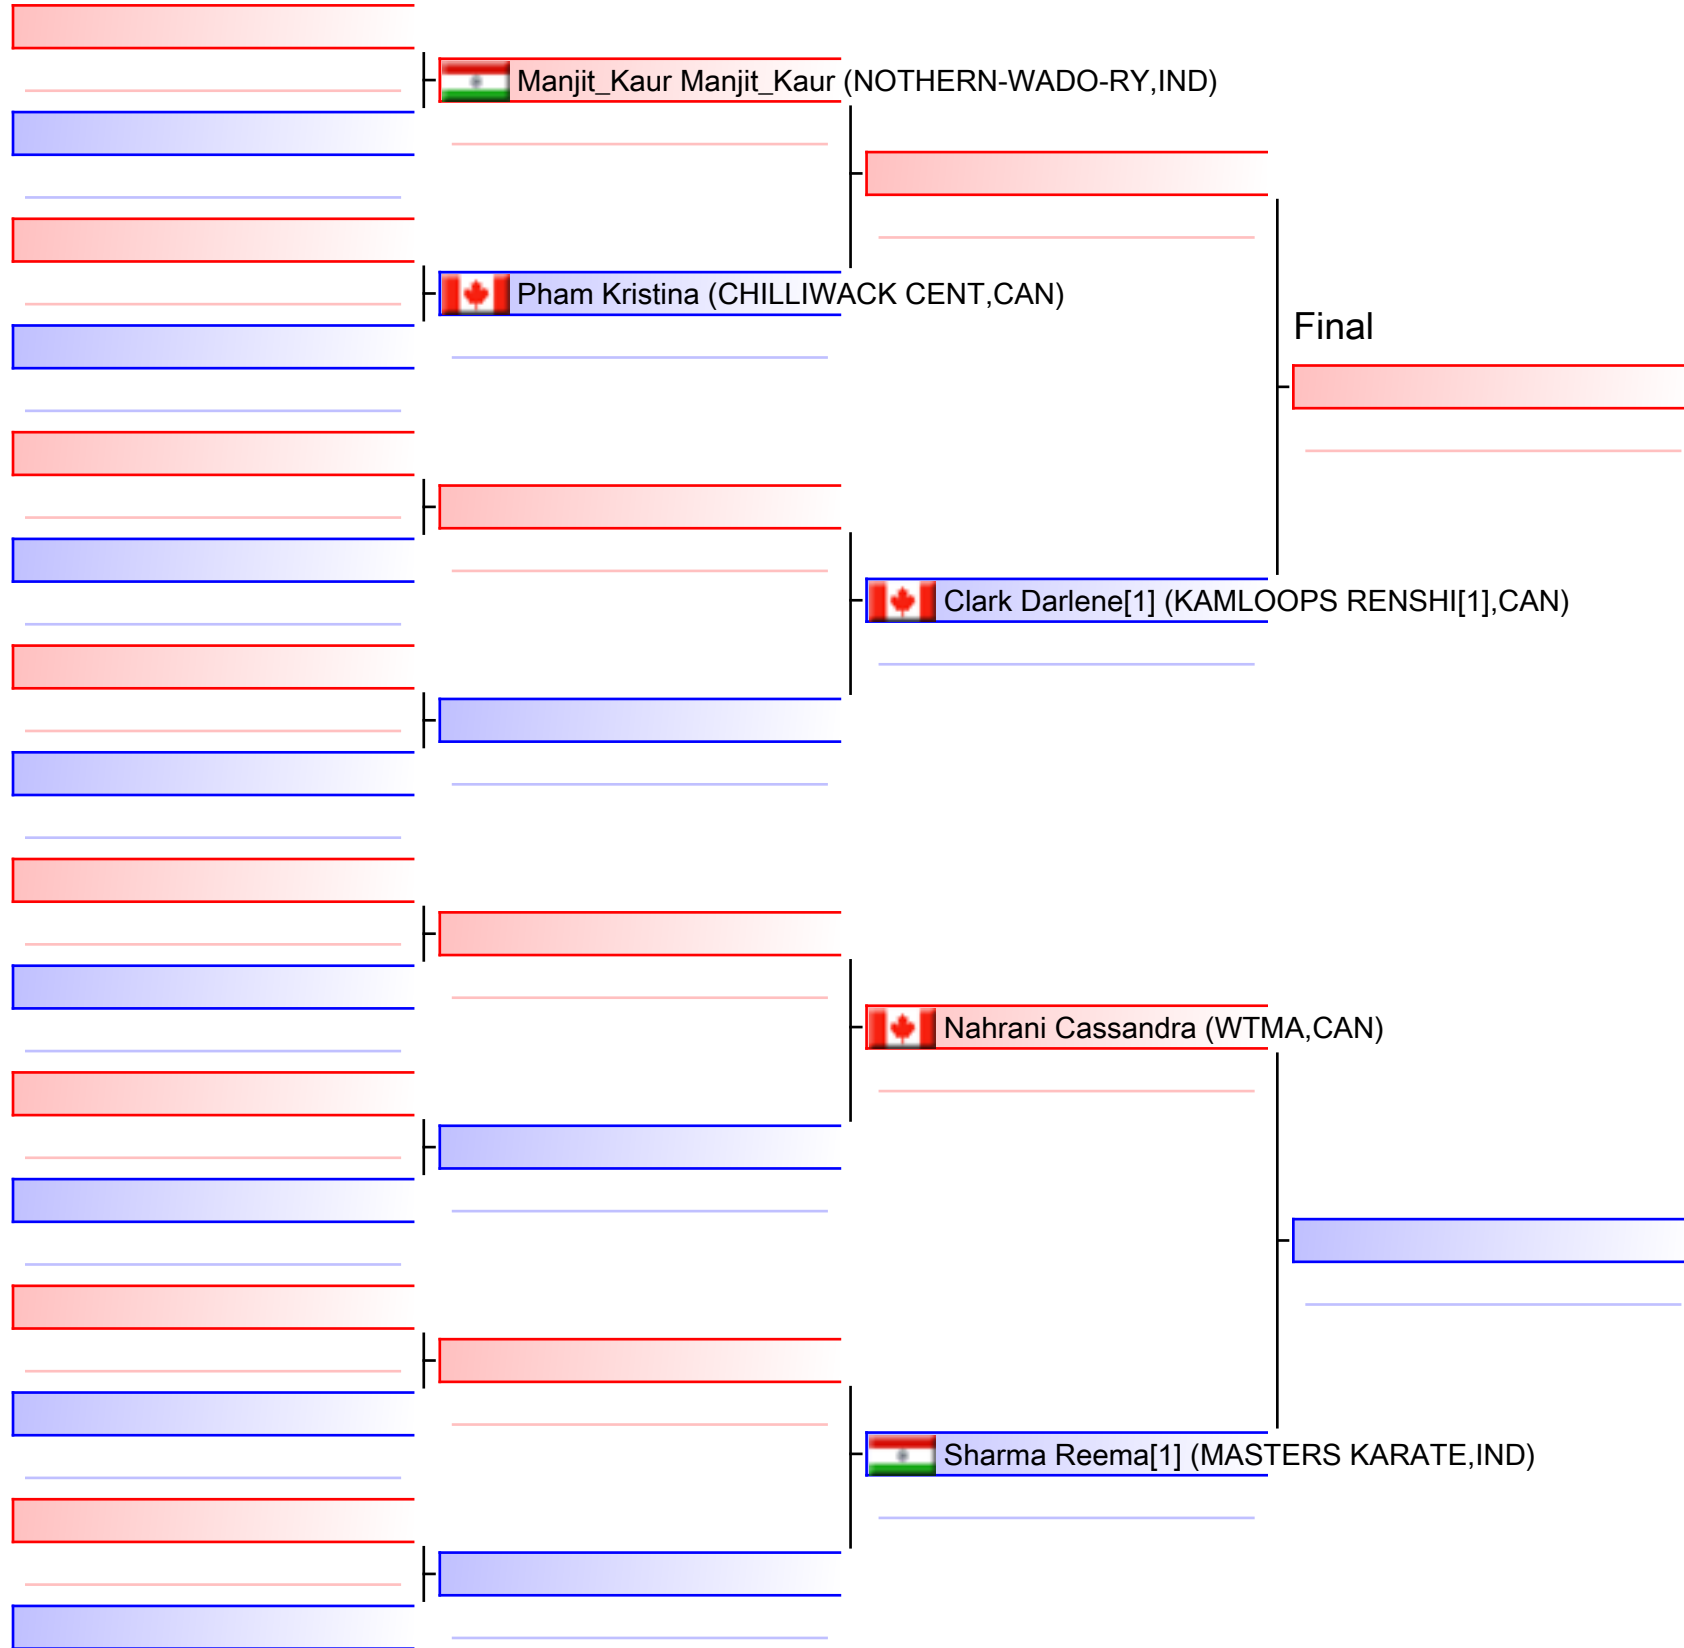 Manjit_Kaur Manjit_Kaur (NOTHERN-WADO-RY,IND)
Pham Kristina (CHILLIWACK CENT,CAN)
Final
Clark Darlene[1] (KAMLOOPS RENSHI[1],CAN)
Nahrani Cassandra (WTMA,CAN)
Sharma Reema[1] (MASTERS KARATE,IND)